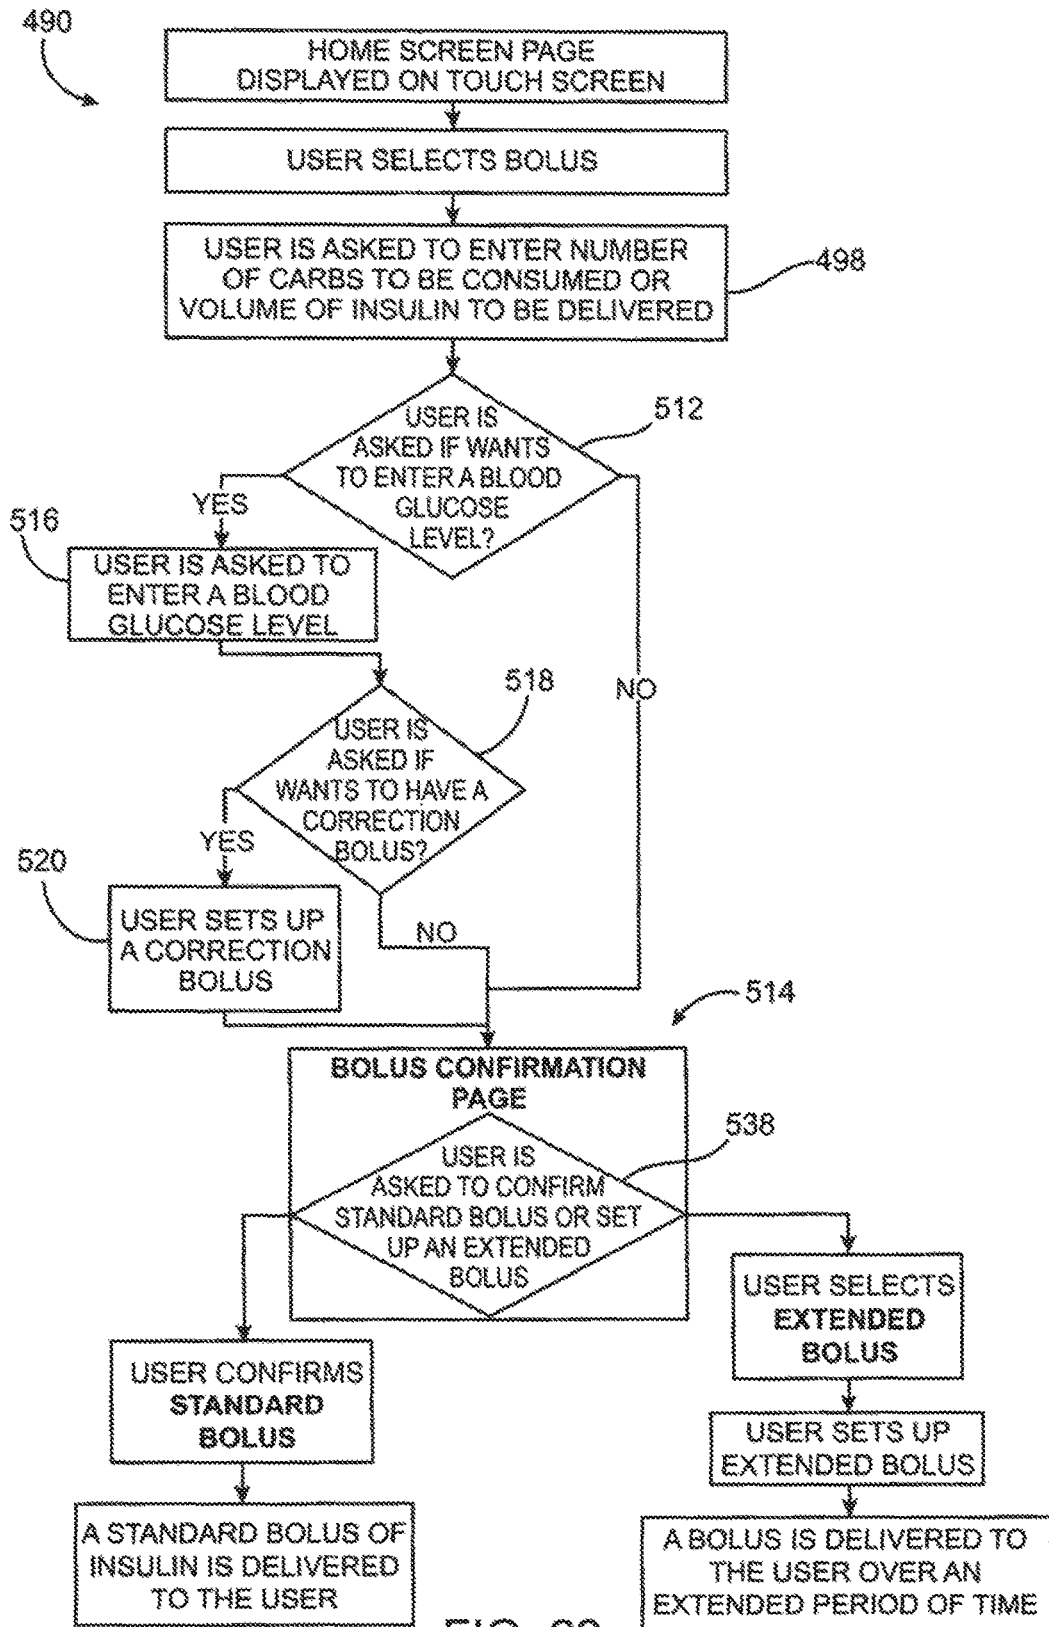 490
HOME SCREEN PAGE
DISPLAYED ON TOUCH SCREEN
USER SELECTS BOLUS
USER IS ASKED TO ENTER NUMBER
OF CARBS TO BE CONSUMED OR
VOLUME OF INSULIN TO BE DELIVERED
498
USER IS
ASKED IF WANTS
TO ENTER A BLOOD
GLUCOSE
LEVEL?
512
YES
516
USER IS ASKED TO
ENTER A BLOOD
GLUCOSE LEVEL
NO
518
USER IS
ASKED IF
WANTS TO HAVE A
CORRECTION
BOLUS?
YES
520
USER SETS UP
A CORRECTION
BOLUS
NO
514
BOLUS CONFIRMATION
PAGE
538
USER IS
ASKED TO CONFIRM
STANDARD BOLUS OR SET
UP AN EXTENDED
BOLUS
USER SELECTS
EXTENDED
BOLUS
USER CONFIRMS
STANDARD
BOLUS
USER SETS UP
EXTENDED BOLUS
A STANDARD BOLUS OF
INSULIN IS DELIVERED
TO THE USER
A BOLUS IS DELIVERED TO
THE USER OVER AN
EXTENDED PERIOD OF TIME
FIG.